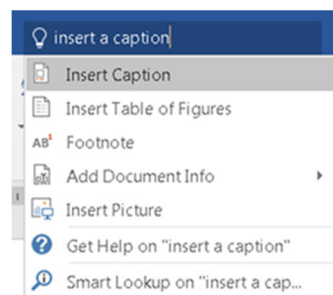 insert a caption
Insert Caption
Insert Table of Figures
AB¹ Footnote
Add Document Info
Insert Picture
Get Help on "insert a caption"
Smart Lookup on "insert a cap...